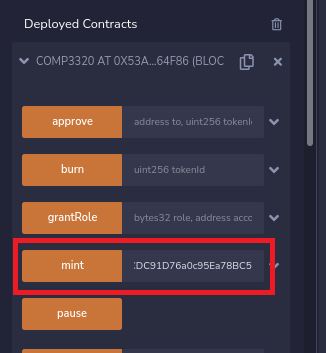 Deployed Contracts
COMP3320 AT 0X53A...64F86 (BLOC
approve address to, uint256 tokenI
burn uint256 tokenId
grantRole bytes32 role, address acco
mint :DC91D76a0c95Ea78BC5
pause